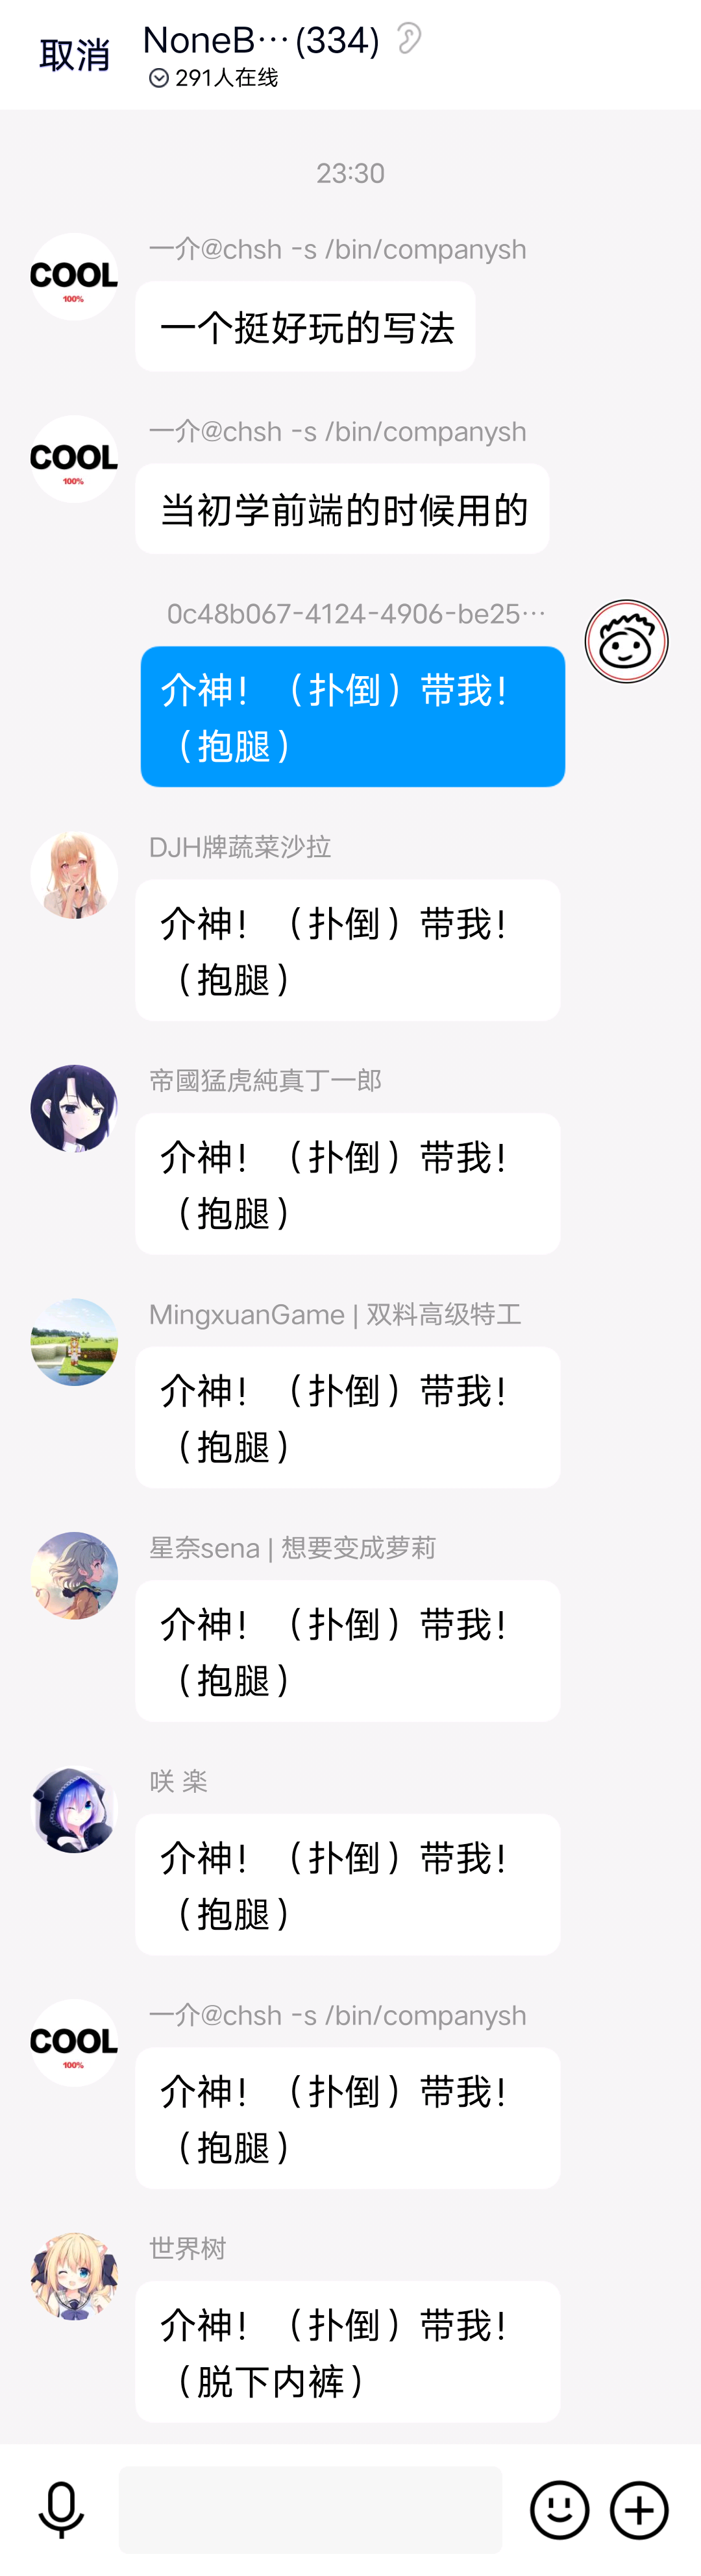 取消
NoneB…(334)
291人在线
23:30
一介@chsh -s /bin/companysh
COOL
100%
一个挺好玩的写法
一介@chsh -s /bin/companysh
COOL
100%
当初学前端的时候用的
0c48b067-4124-4906-be25…
介神！（扑倒）带我！
（抱腿）
DJH牌蔬菜沙拉
介神！（扑倒）带我！
（抱腿）
帝國猛虎純真丁一郎
介神！（扑倒）带我！
（抱腿）
MingxuanGame | 双料高级特工
介神！（扑倒）带我！
（抱腿）
星奈sena | 想要变成萝莉
介神！（扑倒）带我！
（抱腿）
咲 楽
介神！（扑倒）带我！
（抱腿）
一介@chsh -s /bin/companysh
COOL
100%
介神！（扑倒）带我！
（抱腿）
世界树
介神！（扑倒）带我！
（脱下内裤）